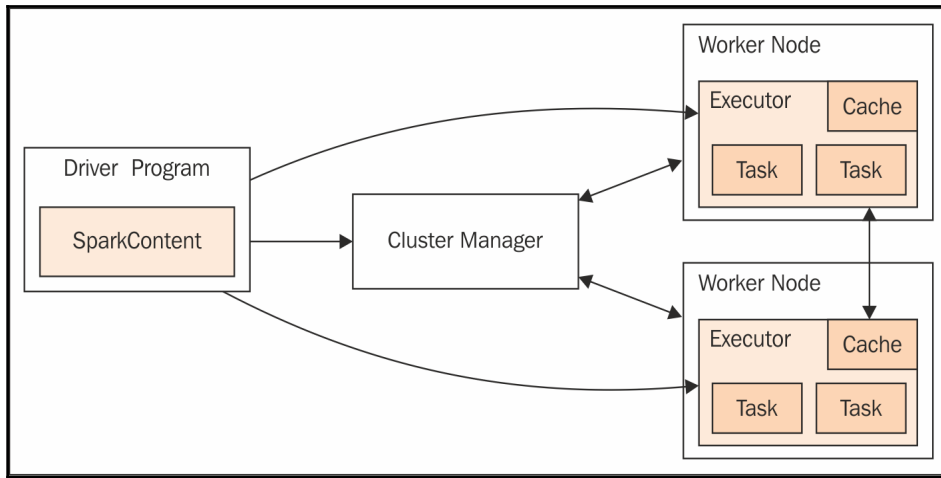 Driver Program
SparkContent
Cluster Manager
Worker Node
Executor
Cache
Task
Task
Worker Node
Executor
Cache
Task
Task